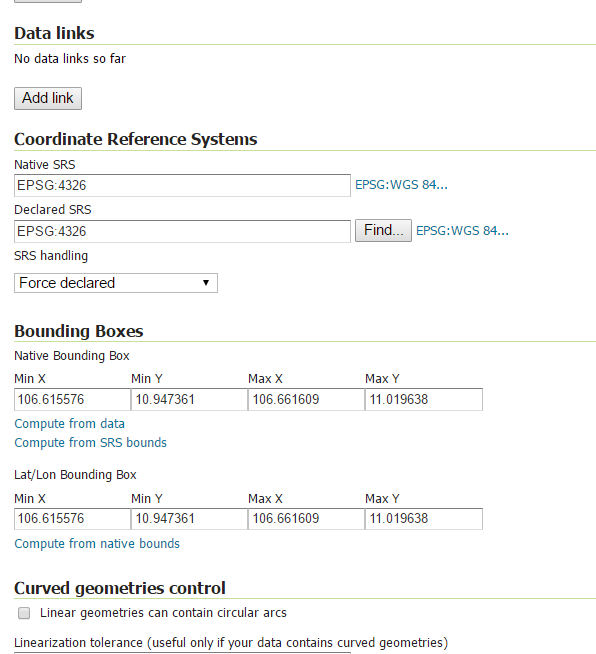 Data links
No data links so far
Add link
Coordinate Reference Systems
Native SRS
EPSG:4326 EPSG:WGS 84...
Declared SRS
EPSG:4326 Find... EPSG:WGS 84...
SRS handling
Force declared
Bounding Boxes
Native Bounding Box
Min X Min Y Max X Max Y
106.615576 10.947361 106.661609 11.019638
Compute from data
Compute from SRS bounds
Lat/Lon Bounding Box
Min X Min Y Max X Max Y
106.615576 10.947361 106.661609 11.019638
Compute from native bounds
Curved geometries control
Linear geometries can contain circular arcs
Linearization tolerance (useful only if your data contains curved geometries)